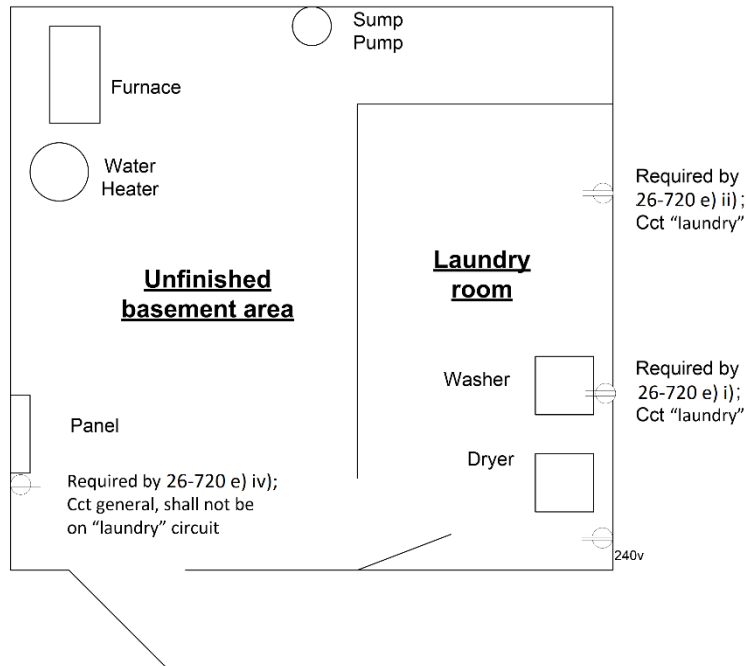 Sump
Pump
Furnace
Water
Heater
Required by
26-720 e) ii);
Cct “laundry”
Unfinished
basement area
Laundry
room
Washer
Required by
26-720 e) i);
Cct “laundry”
Panel
Dryer
Required by 26-720 e) iv);
Cct general, shall not be
on “laundry” circuit
240v